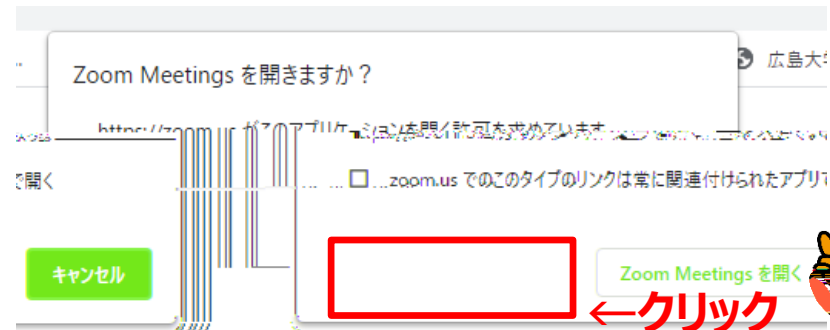 Zoom Meetings を開きますか？
広島大
https://zoom.us がこのアプリケーションを開く許可を求めています
で開く
zoom.us でのこのタイプのリンクは常に関連付けられたアプリで
キャンセル
Zoom Meetings を開く
←クリック